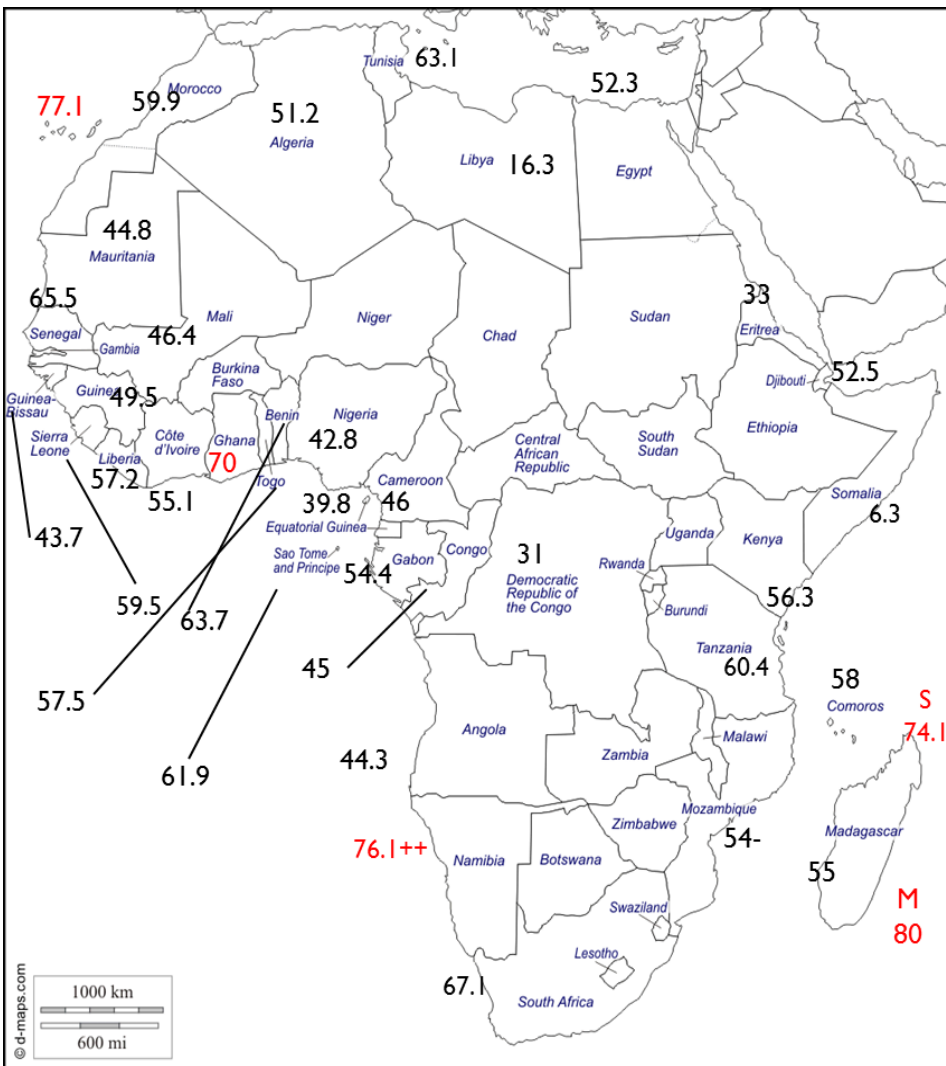 Tunisia
63.1
52.3
77.1
59.9
Morocco
51.2
Algeria
Libya
16.3
Egypt
44.8
Mauritania
65.5
Senegal
Gambia
46.4
Mali
Niger
Chad
Sudan
33
Eritrea
Djibouti
52.5
Burkina
Faso
Guinea-
Bissau
Guinea
49.5
Sierra
Leone
Liberia
57.2
Côte
d'Ivoire
55.1
Ghana
70
Togo
Benin
Nigeria
42.8
Cameroon
46
39.8
Equatorial Guinea
Central
African
Republic
South
Sudan
Ethiopia
Somalia
6.3
43.7
59.5
63.7
57.5
61.9
Sao Tome
and Principe
54.4
Gabon
Congo
45
31
Democratic
Republic of
the Congo
Uganda
Kenya
Rwanda
Burundi
56.3
Tanzania
60.4
58
Comoros
S
74.1
44.3
Angola
Zambia
Malawi
Mozambique
54-
Zimbabwe
76.1++
Namibia
Botswana
Madagascar
55
M
80
Swaziland
Lesotho
67.1
South Africa
1000 km
600 mi
© d-maps.com